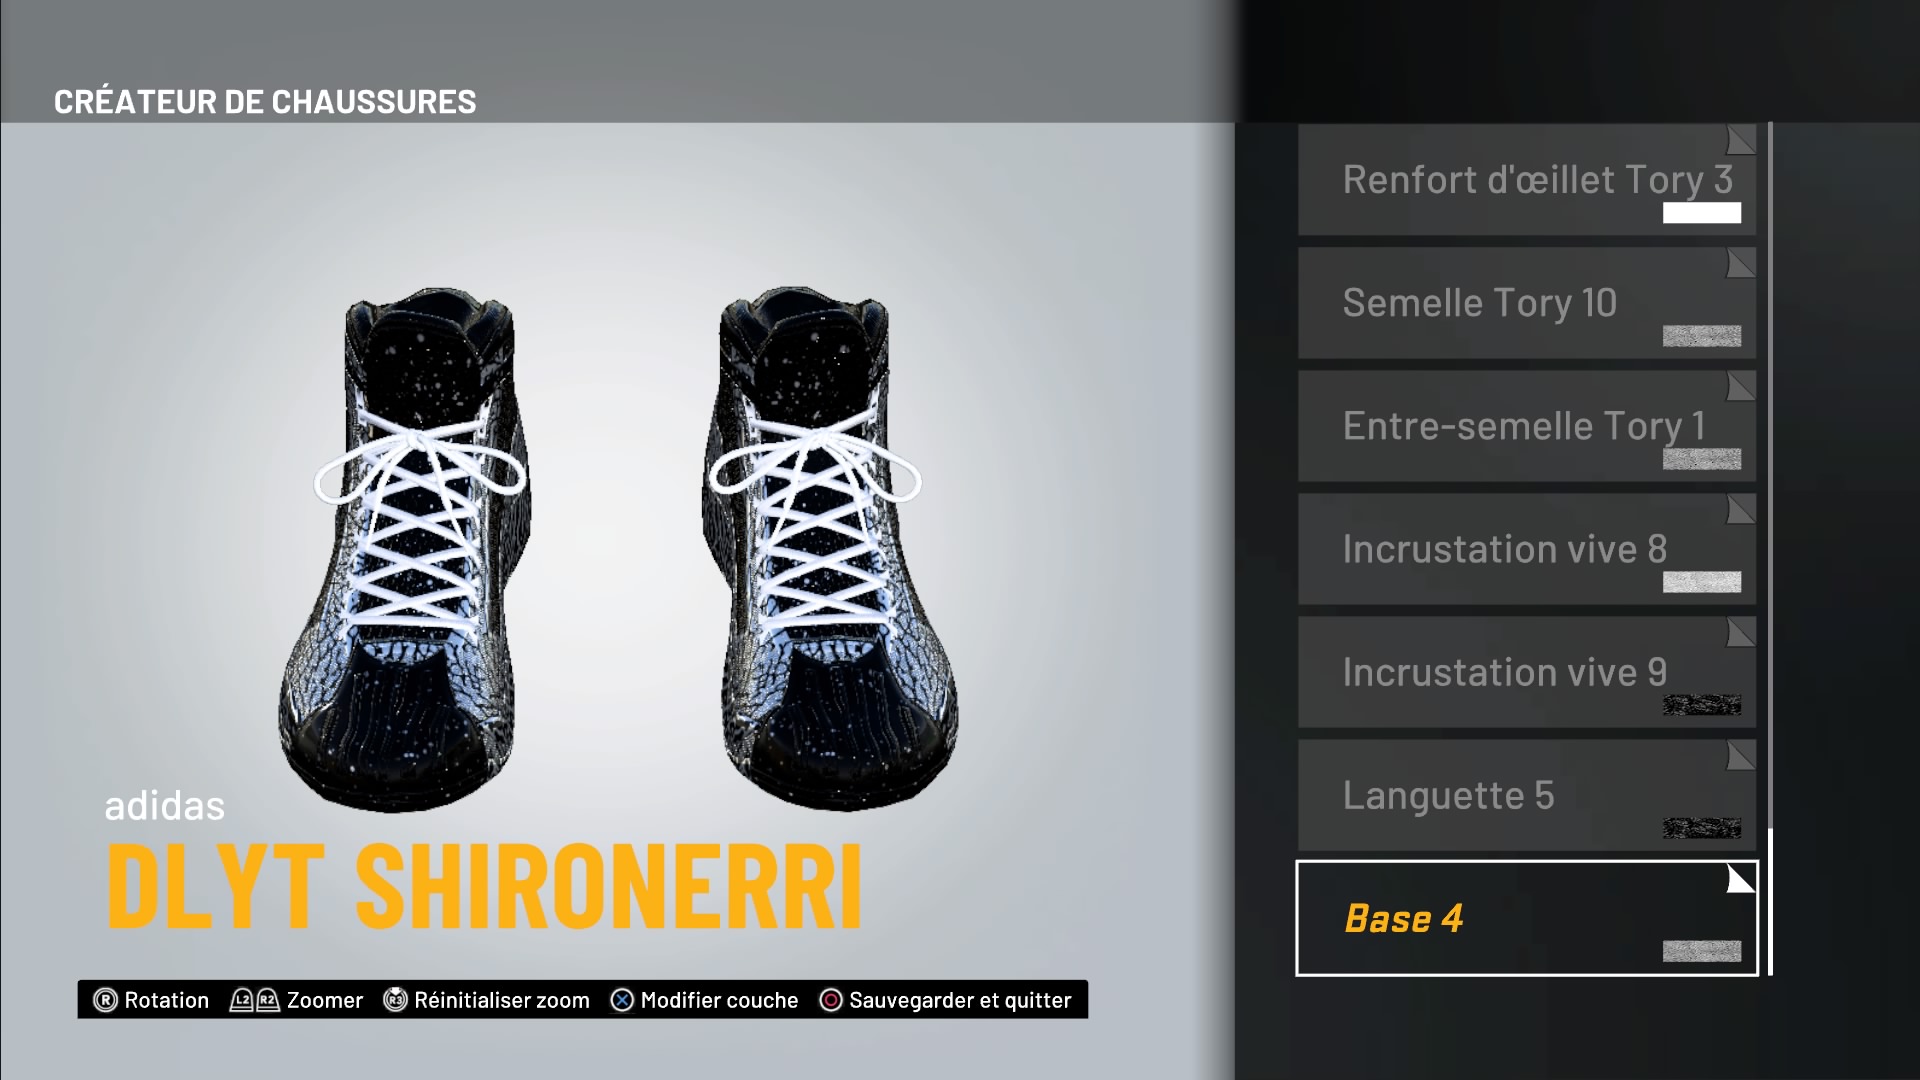 CRÉATEUR DE CHAUSSURES
Renfort d'œillet Tory 3
Semelle Tory 10
Entre-semelle Tory 1
Incrustation vive 8
Incrustation vive 9
Languette 5
Base 4
adidas
DLYT SHIRONERRI
R Rotation L2 R2 Zoomer R3 Réinitialiser zoom Modifier couche Sauvegarder et quitter